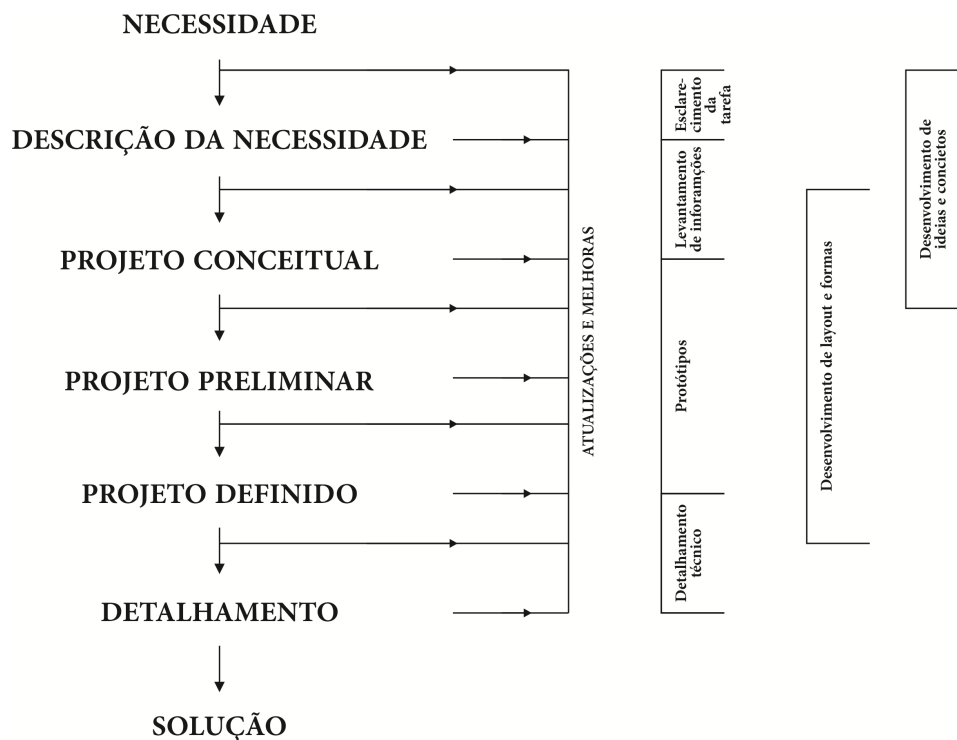 NECESSIDADE
DESCRIÇÃO DA NECESSIDADE
PROJETO CONCEITUAL
PROJETO PRELIMINAR
PROJETO DEFINIDO
DETALHAMENTO
SOLUÇÃO
ATUALIZAÇÕES E MELHORAS
Esclare-
cimento
da
tarefa
Levantamento
de inforamções
Protótipos
Detalhamento
técnico
Desenvolvimento de layout e formas
Desenvolvimento de
ideias e concietos